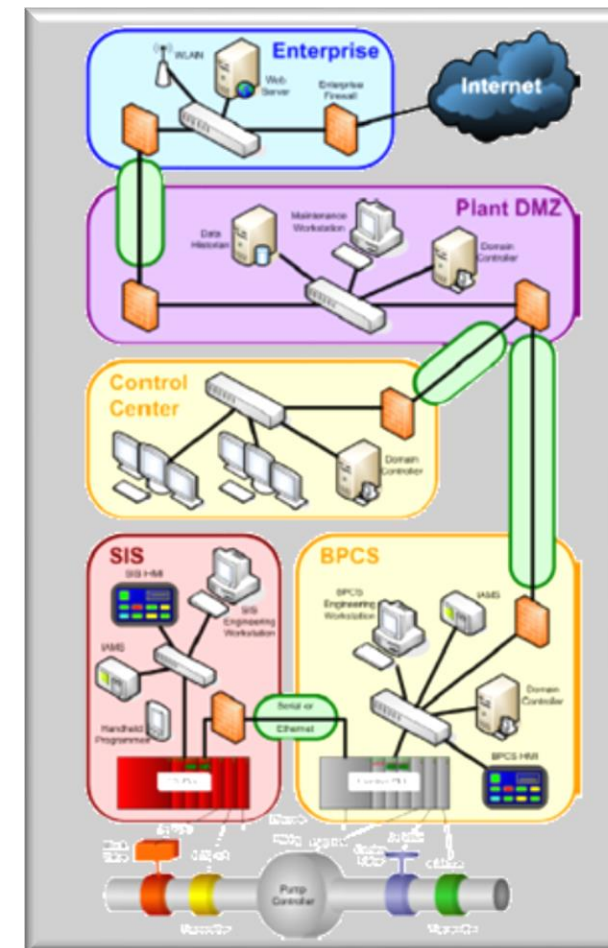 Enterprise
WLAN
Web
Server
Enterprise
Firewall
Internet
Plant DMZ
Data
Historian
Maintenance
Workstation
Domain
Controller
Control
Center
Domain
Controller
SIS
SIS HMI
SIS
Engineering
Workstation
IAMS
Handheld
Programmer
Serial or
Ethernet
BPCS
BPCS
Engineering
Workstation
IAMS
Domain
Controller
BPCS HMI
Pump
Controller